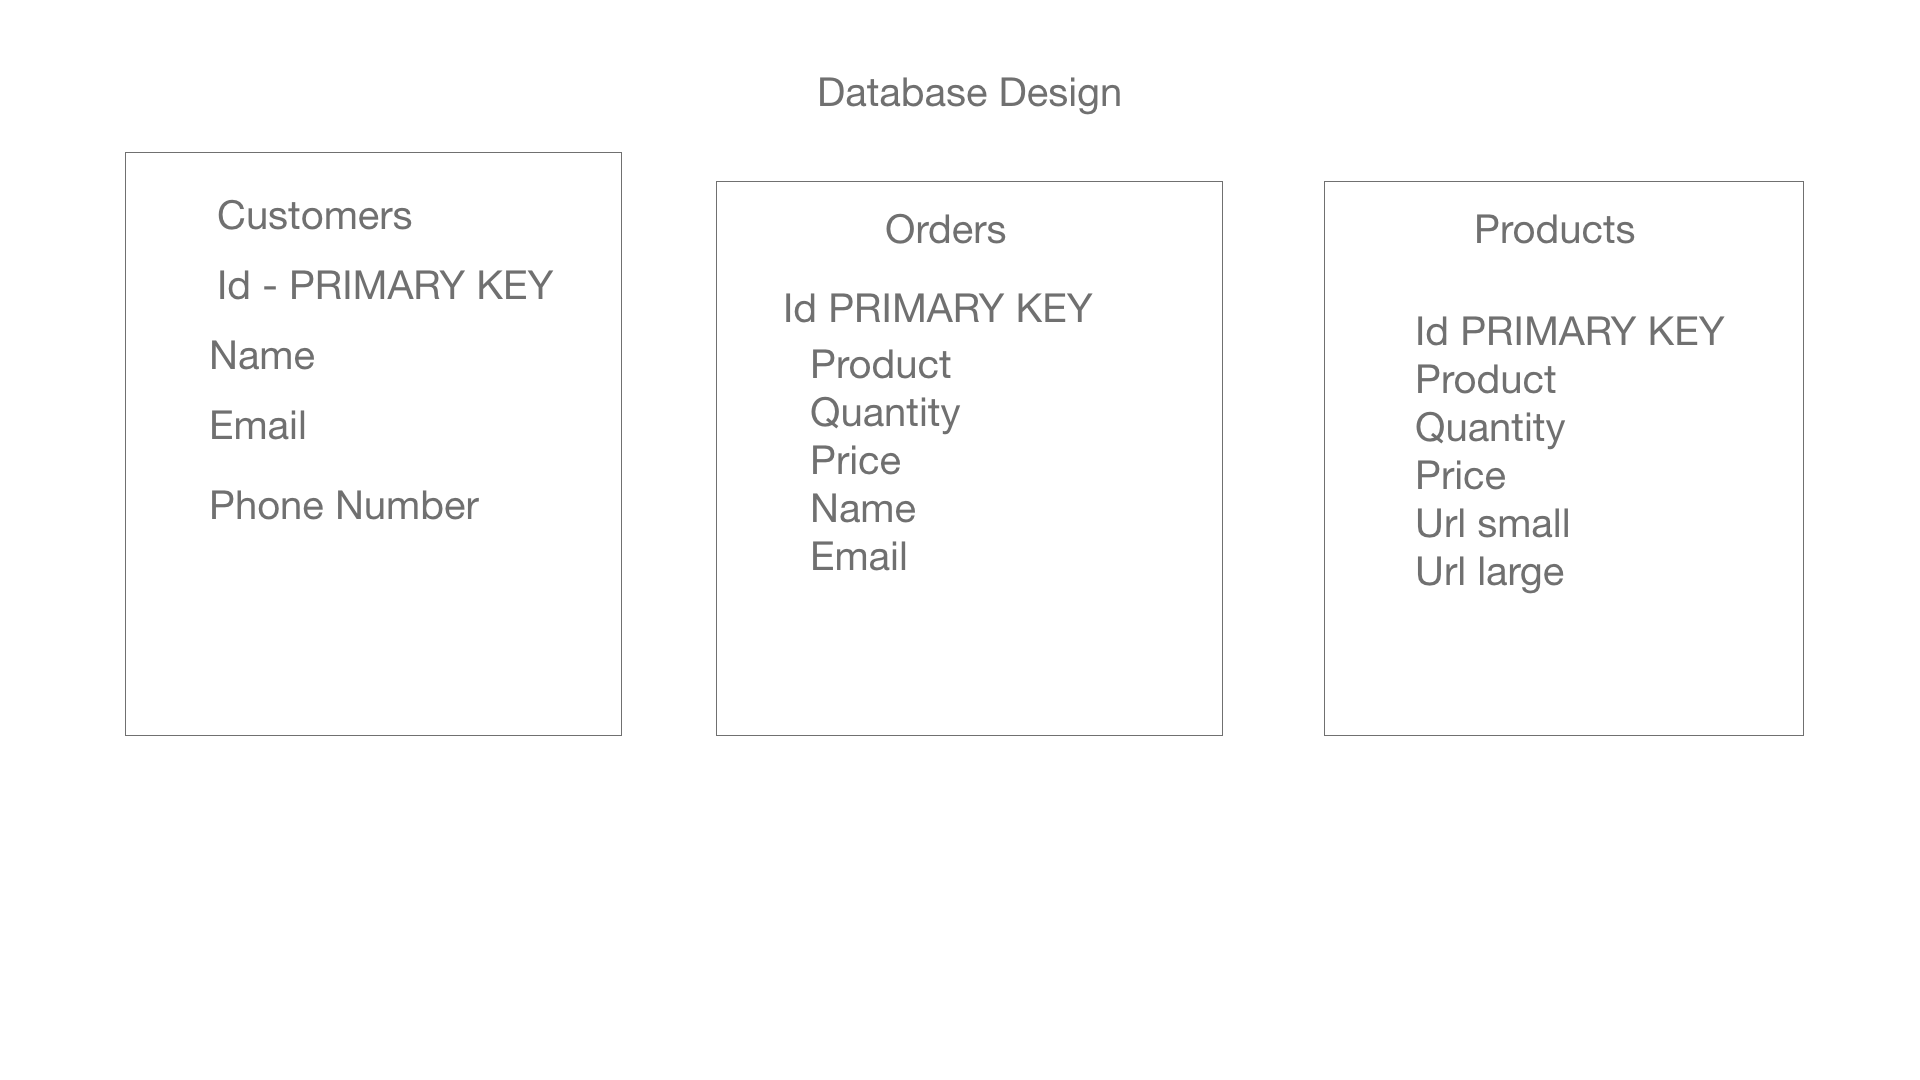 Database Design
Customers
Id - PRIMARY KEY
Name
Email
Phone Number
Orders
Id PRIMARY KEY
Product
Quantity
Price
Name
Email
Products
Id PRIMARY KEY
Product
Quantity
Price
Url small
Url large